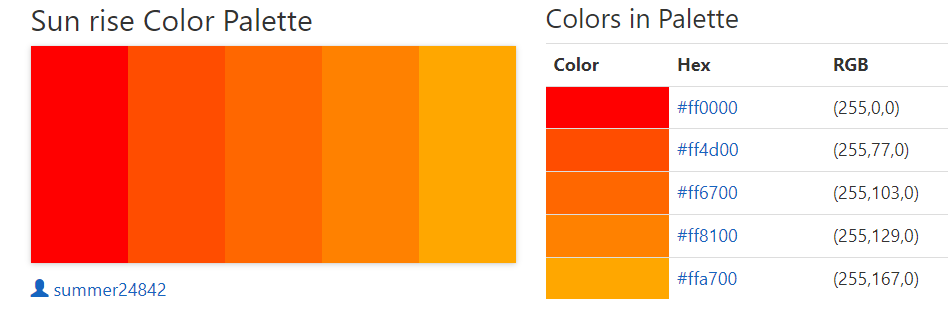 Sun rise Color Palette
summer24842
Colors in Palette
Color Hex RGB
#ff0000 (255,0,0)
#ff4d00 (255,77,0)
#ff6700 (255,103,0)
#ff8100 (255,129,0)
#ffa700 (255,167,0)